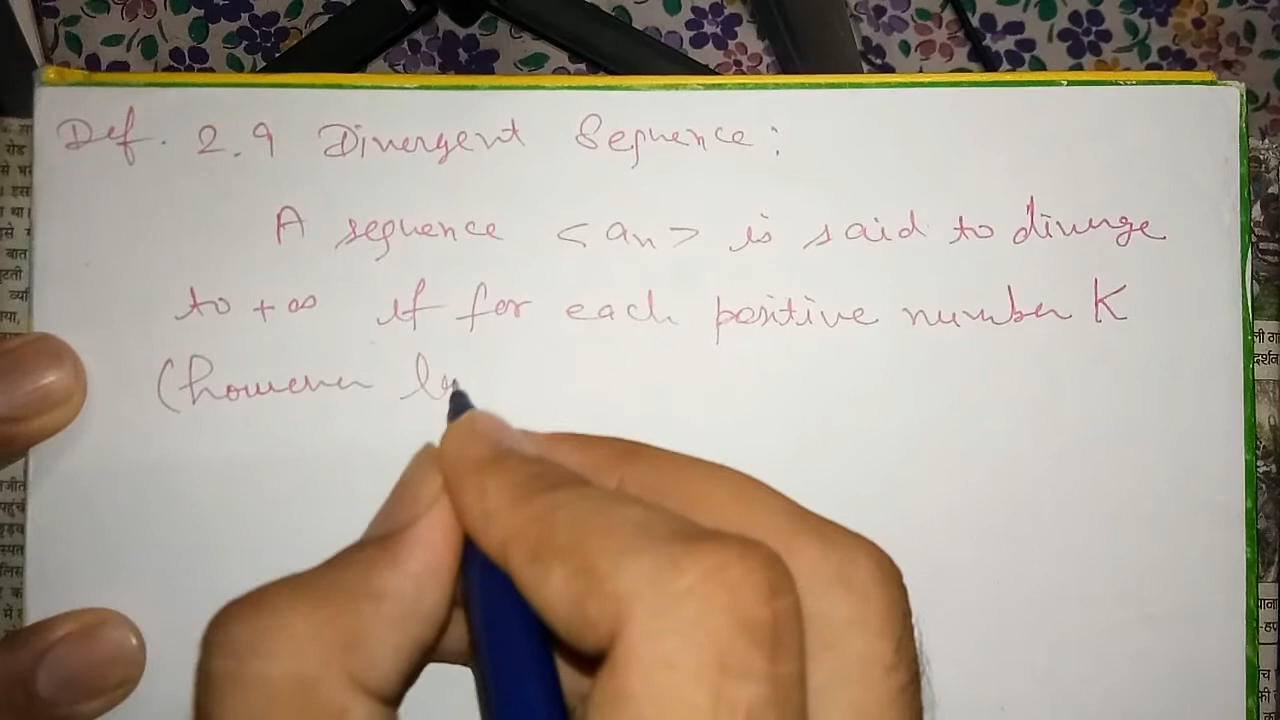 Def. 2.9 Divergent Sequence:
A sequence <an> is said to diverge
to +∞ if for each positive number K
(however